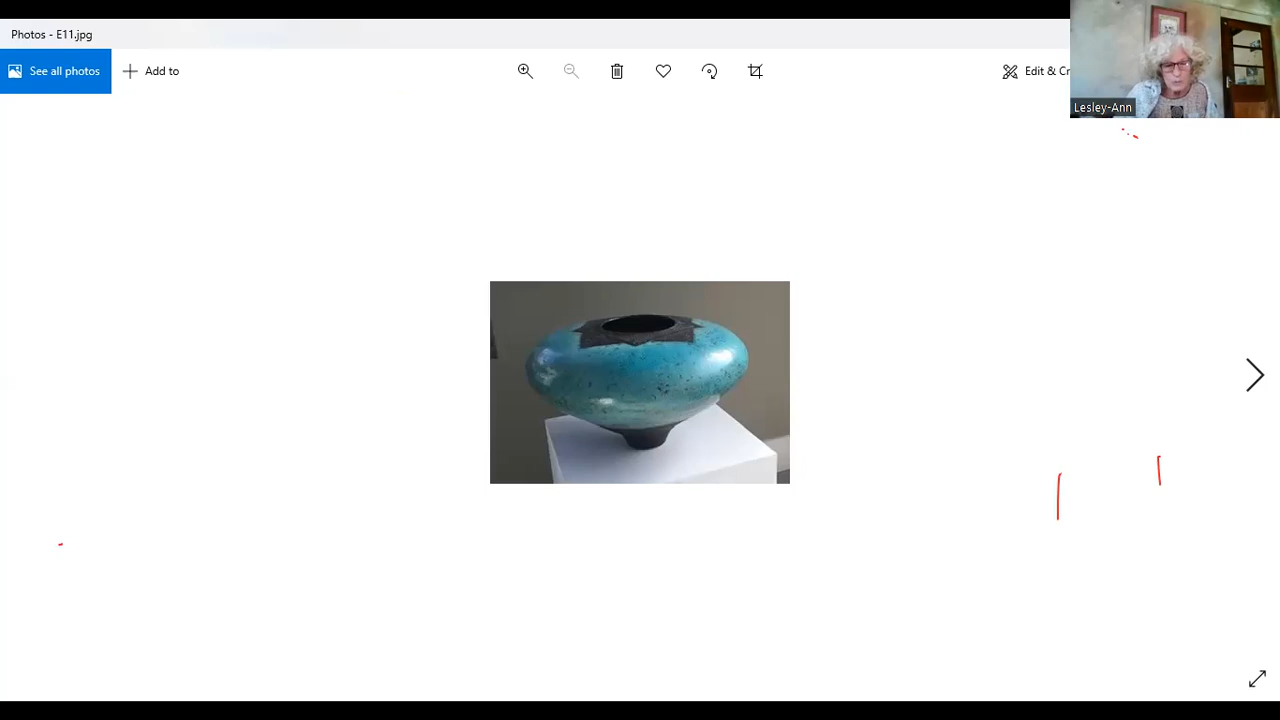 Photos - E11.jpg
See all photos
Add to
Edit & Cr
Lesley-Ann